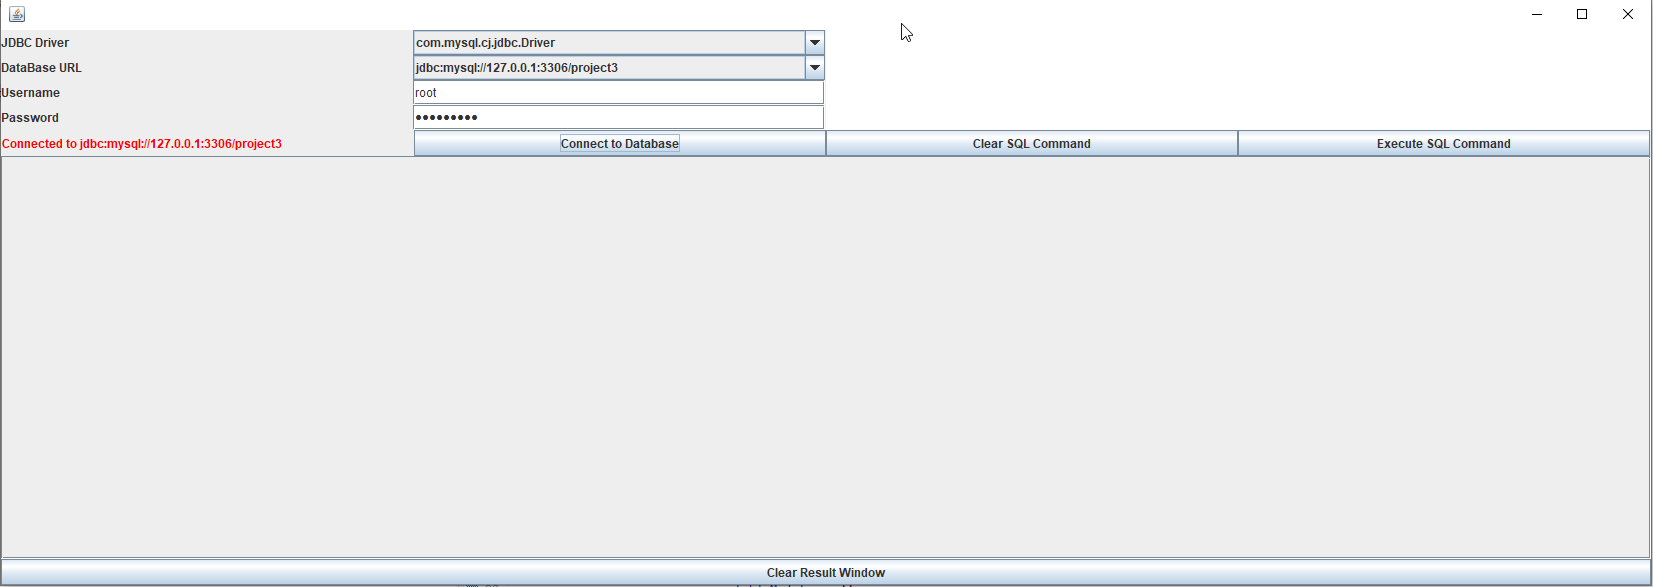 JDBC Driver com.mysql.cj.jdbc.Driver
DataBase URL jdbc:mysql://127.0.0.1:3306/project3
Username root
Password •••••••••
Connected to jdbc:mysql://127.0.0.1:3306/project3 Connect to Database Clear SQL Command Execute SQL Command
Clear Result Window